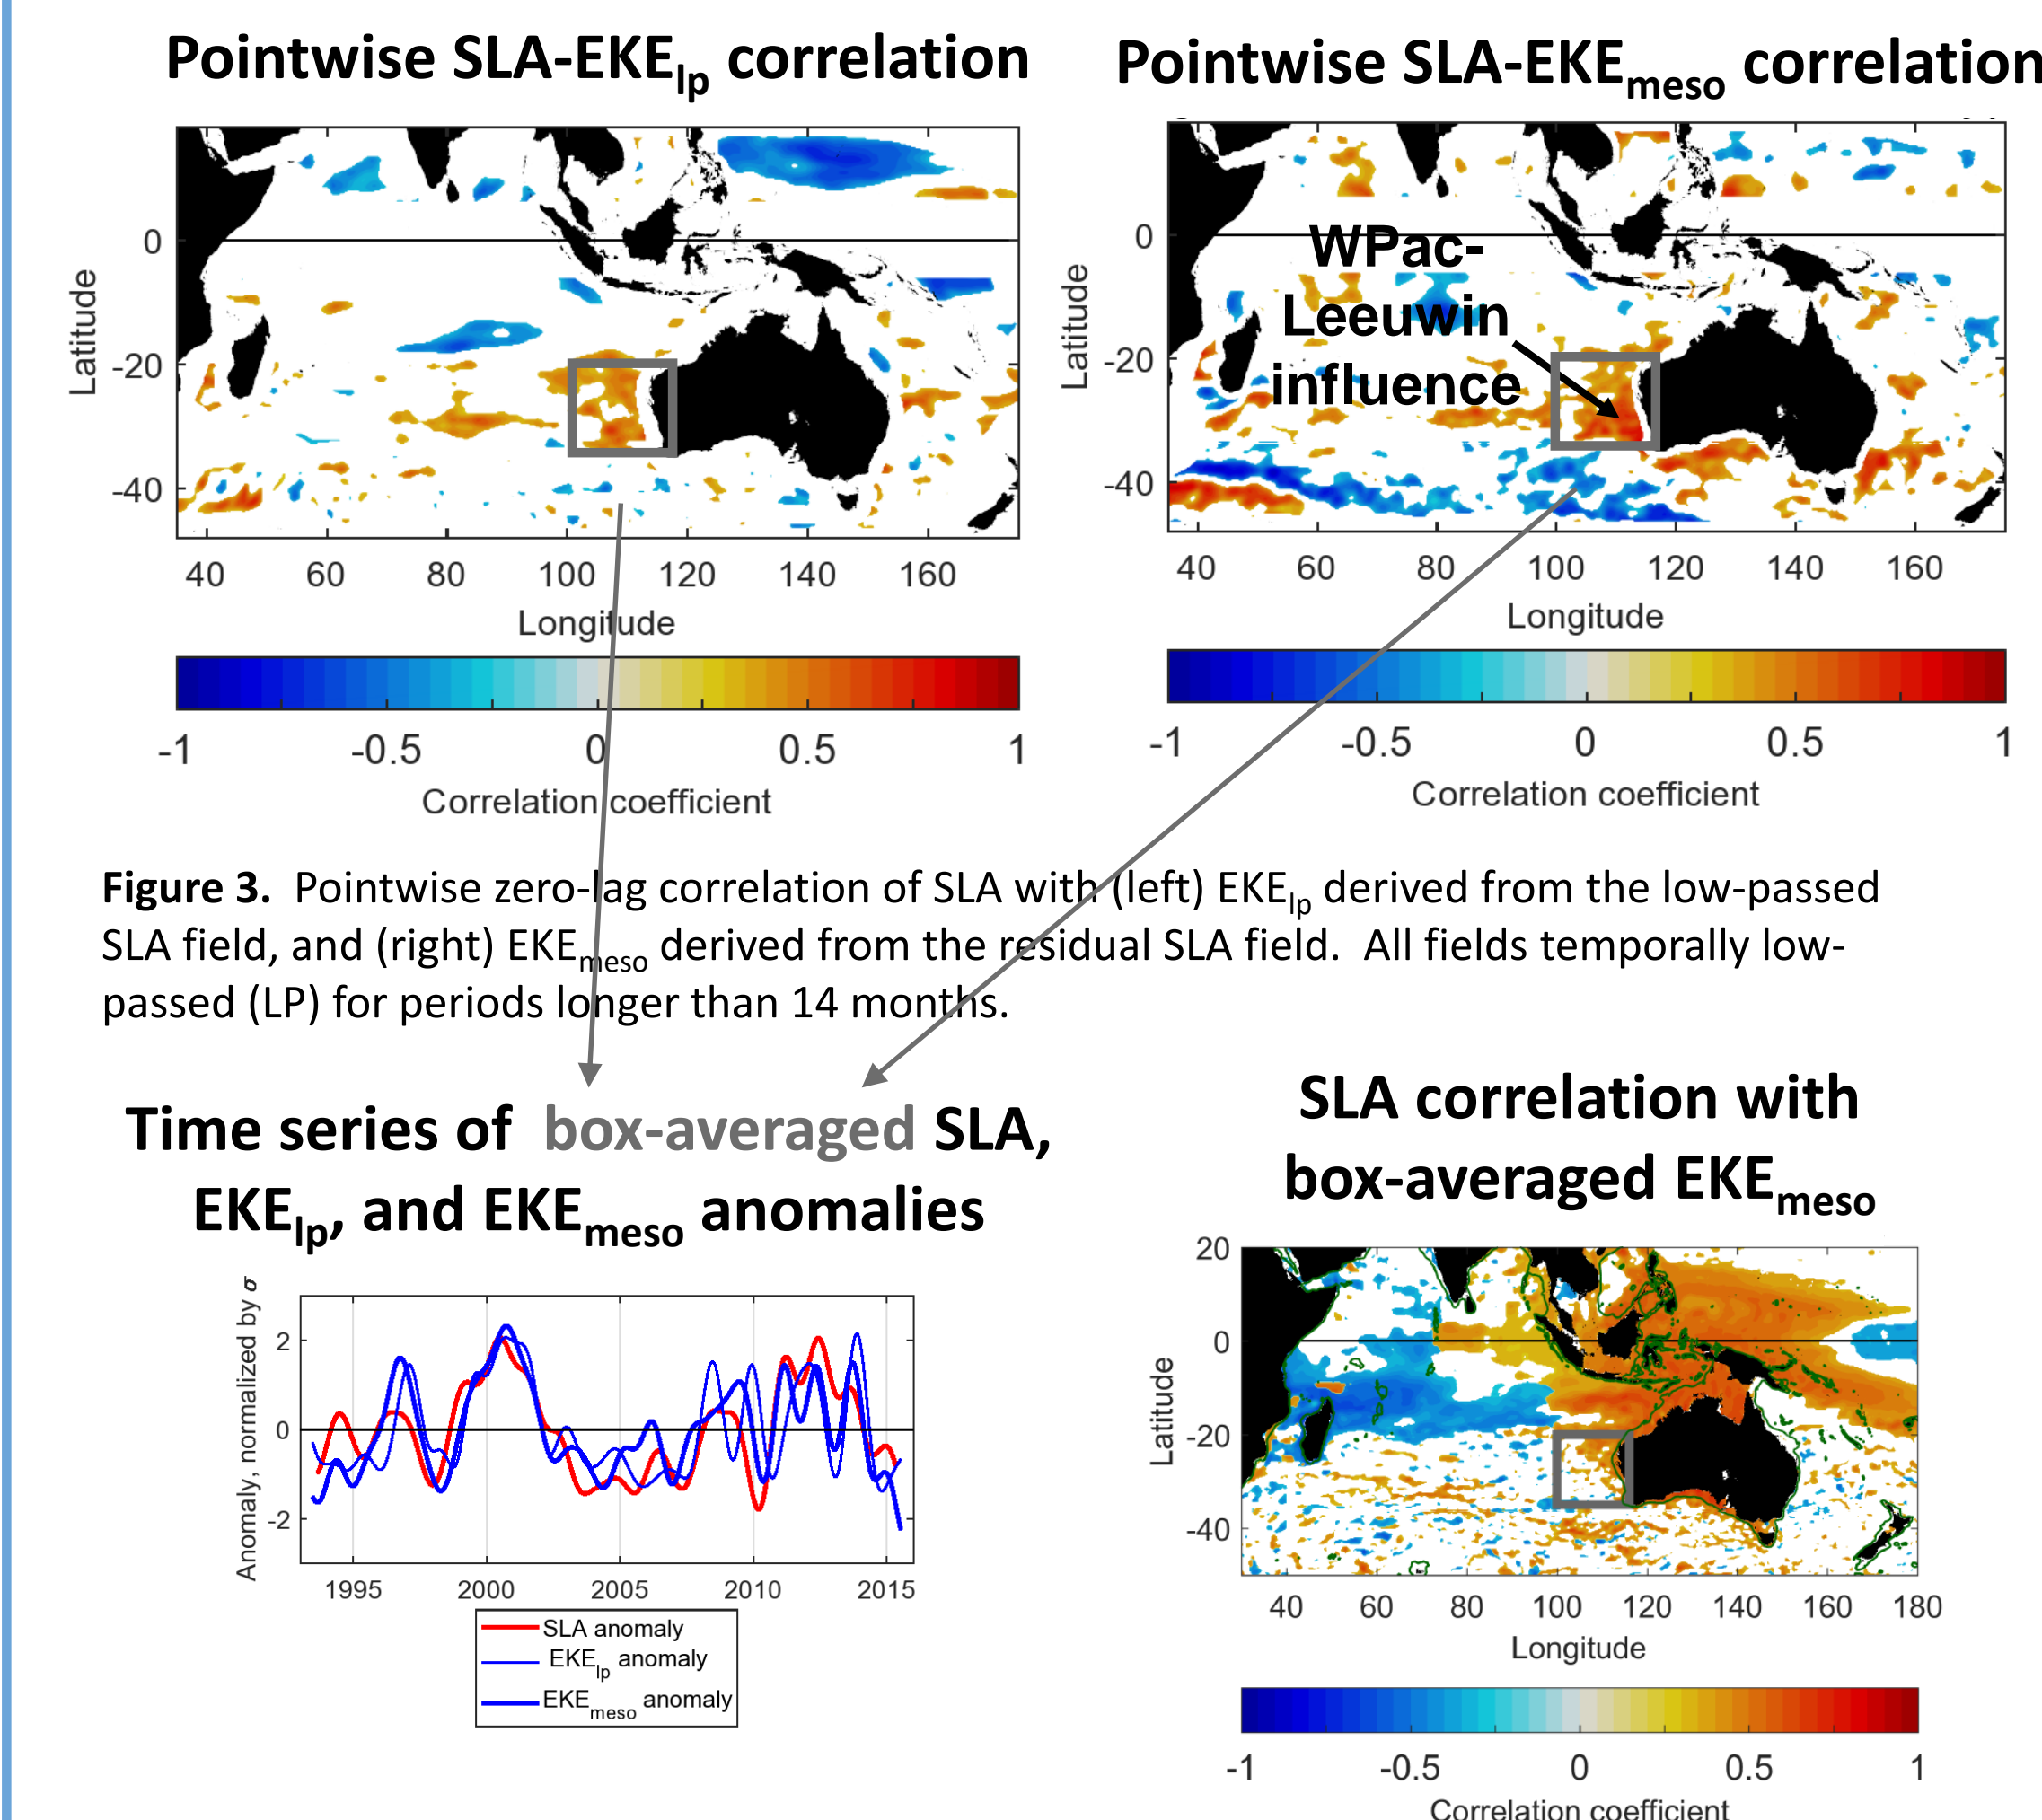 Pointwise SLA-EKElp correlation
Latitude
0
-20
-40
40 60 80 100 120 140 160
Longitude
-1 -0.5 0 0.5 1
Correlation coefficient
Pointwise SLA-EKEmeso correlation
WPac-
Leeuwin
influence
Latitude
0
-20
-40
40 60 80 100 120 140 160
Longitude
-1 -0.5 0 0.5 1
Correlation coefficient
Figure 3. Pointwise zero-lag correlation of SLA with (left) EKElp derived from the low-passed
SLA field, and (right) EKEmeso derived from the residual SLA field. All fields temporally low-
passed (LP) for periods longer than 14 months.
Time series of box-averaged SLA,
EKElp, and EKEmeso anomalies
Anomaly, normalized by σ
2
0
-2
1995 2000 2005 2010 2015
SLA anomaly
EKElp anomaly
EKEmeso anomaly
SLA correlation with
box-averaged EKEmeso
Latitude
20
0
-20
-40
40 60 80 100 120 140 160 180
Longitude
-1 -0.5 0 0.5 1
Correlation coefficient